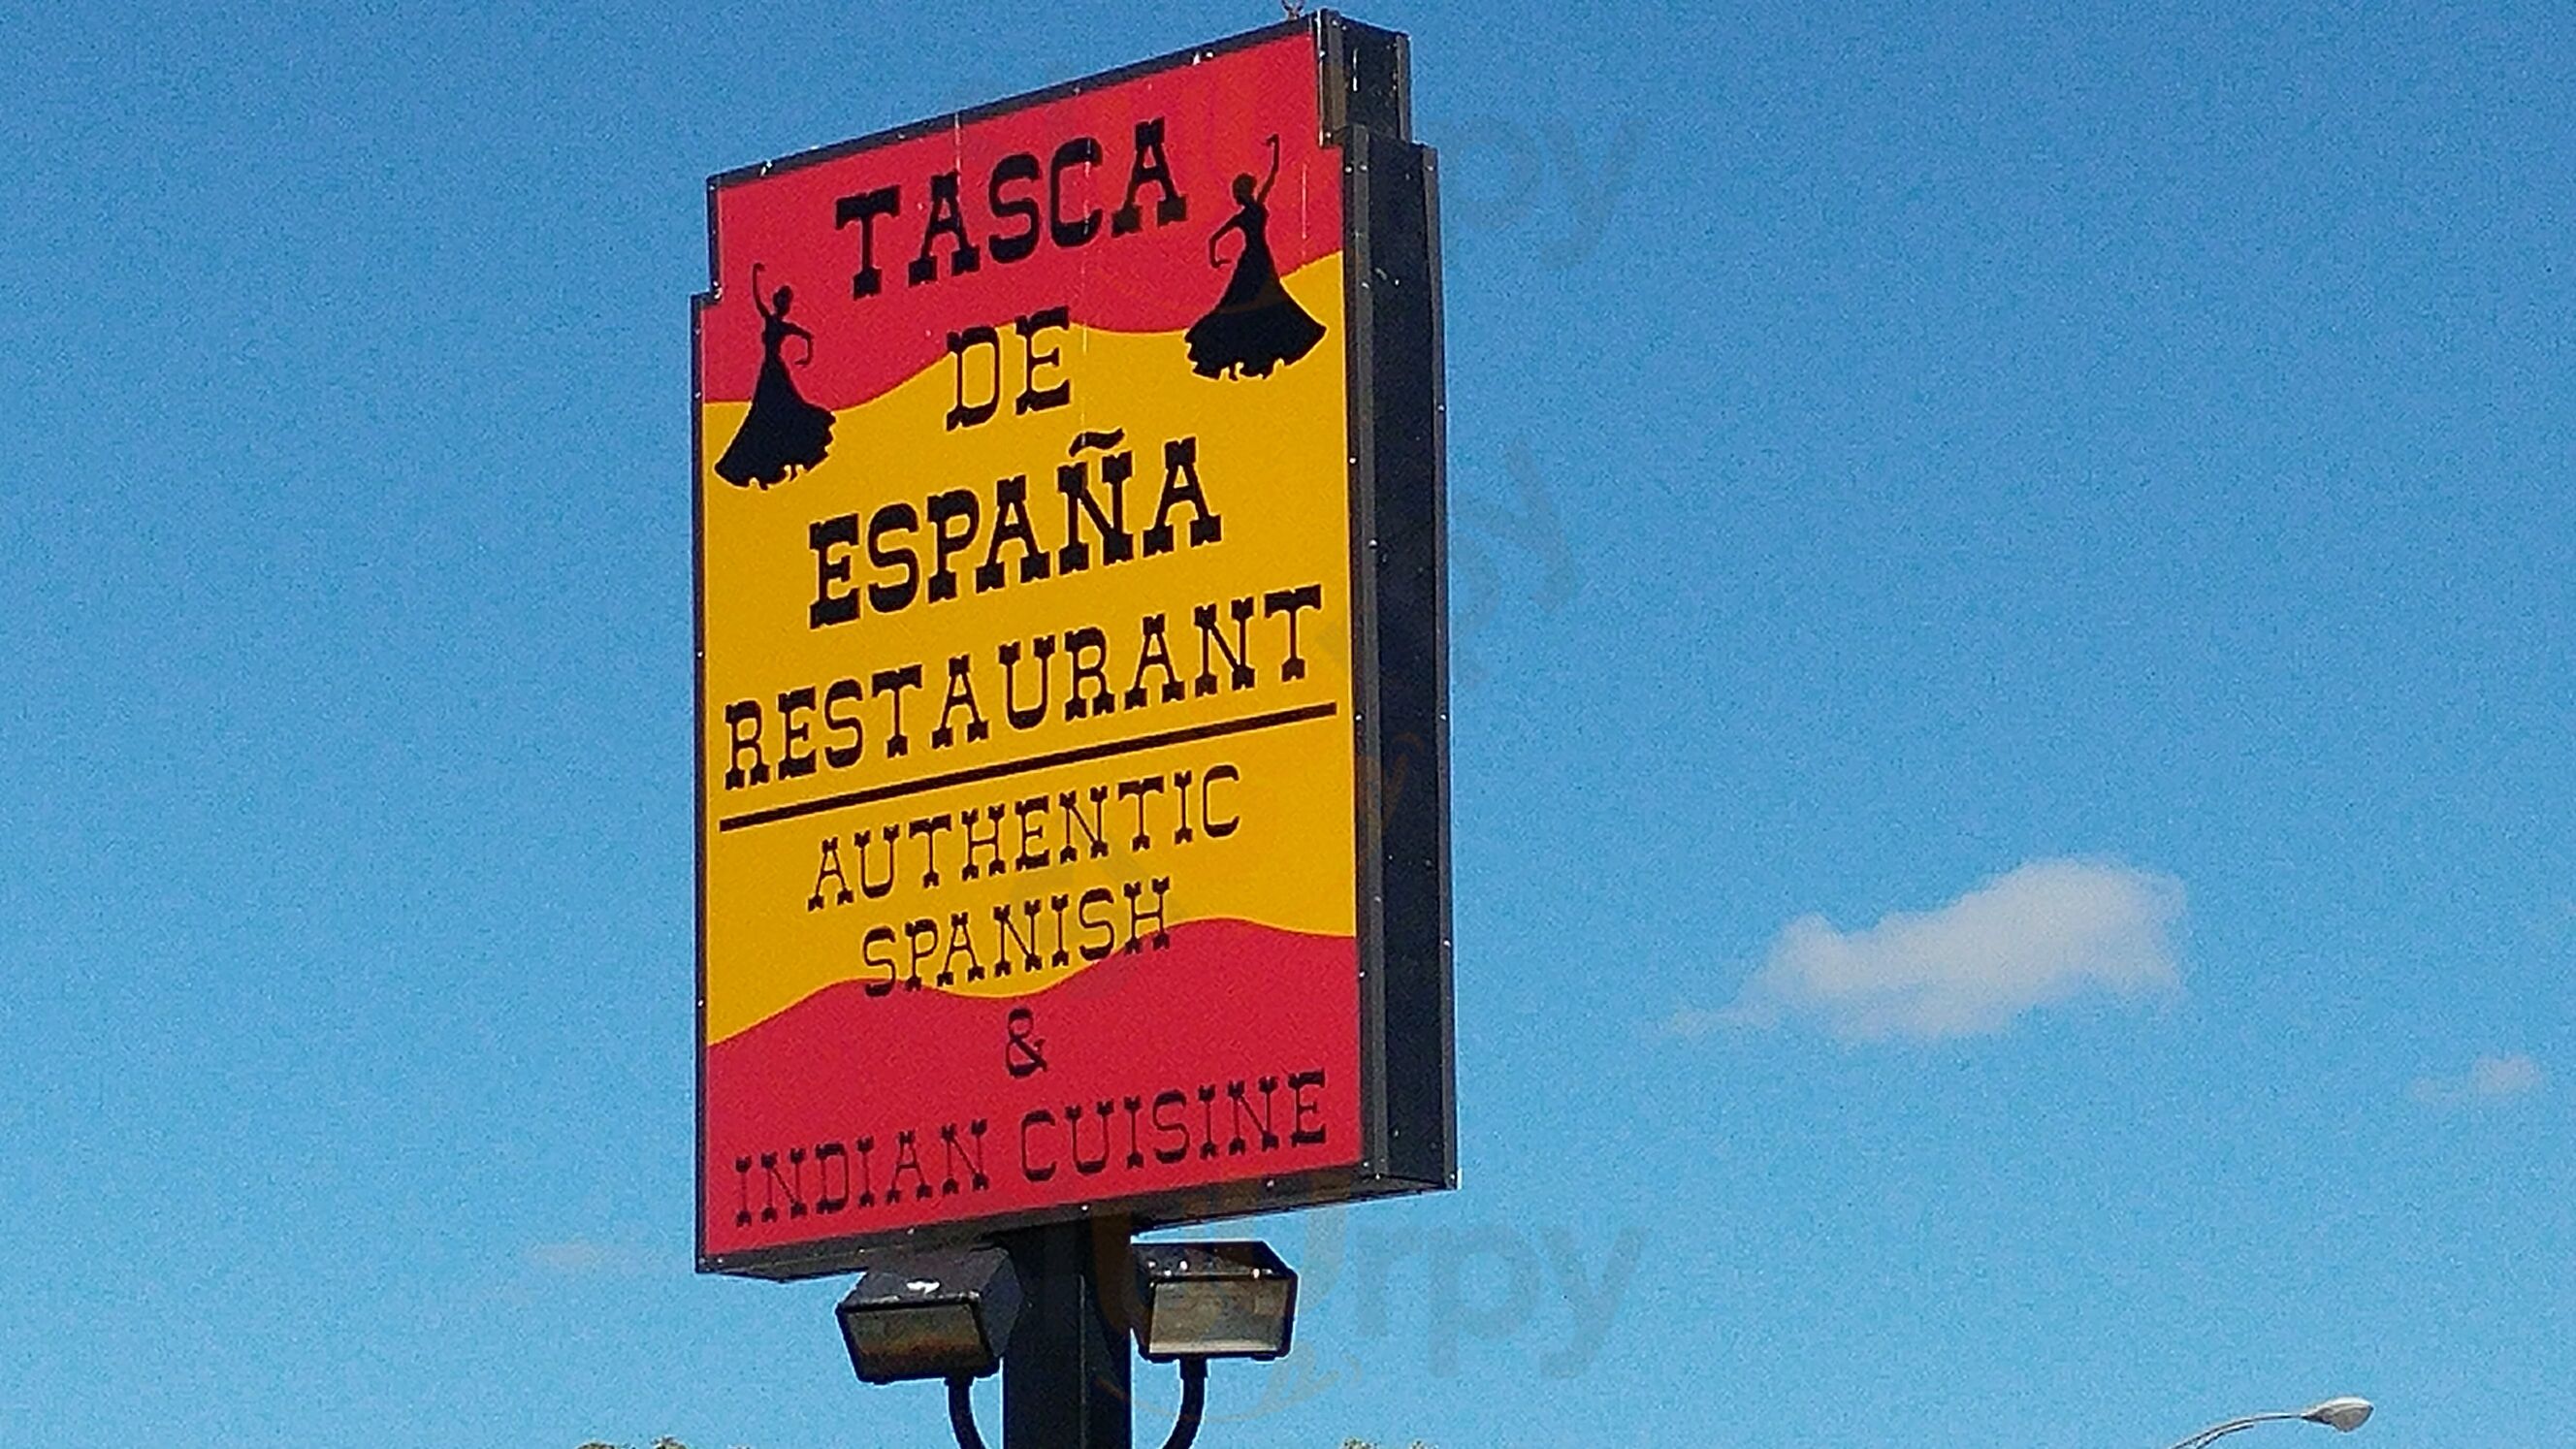 TASCA
DE
ESPAÑA
RESTAURANT
AUTHENTIC
SPANISH
&
INDIAN CUISINE